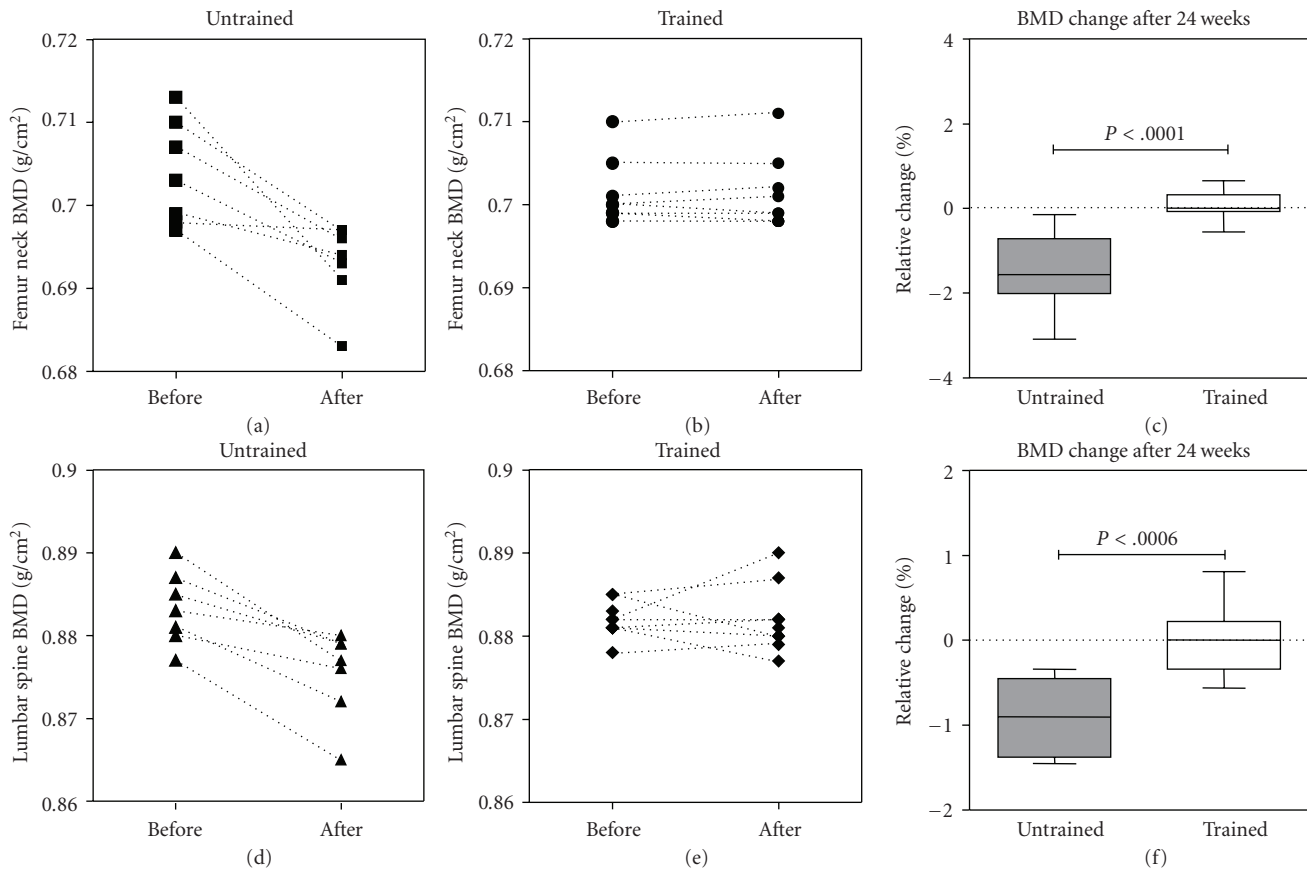 Untrained
Femur neck BMD (g/cm²)
0.72
0.71
0.7
0.69
0.68
Before After
(a)
Trained
Femur neck BMD (g/cm²)
0.72
0.71
0.7
0.69
0.68
Before After
(b)
BMD change after 24 weeks
Relative change (%)
4
2
0
−2
−4
P < .0001
Untrained Trained
(c)
Untrained
Lumbar spine BMD (g/cm²)
0.9
0.89
0.88
0.87
0.86
Before After
(d)
Trained
Lumbar spine BMD (g/cm²)
0.9
0.89
0.88
0.87
0.86
Before After
(e)
BMD change after 24 weeks
Relative change (%)
2
1
0
−1
−2
P < .0006
Untrained Trained
(f)